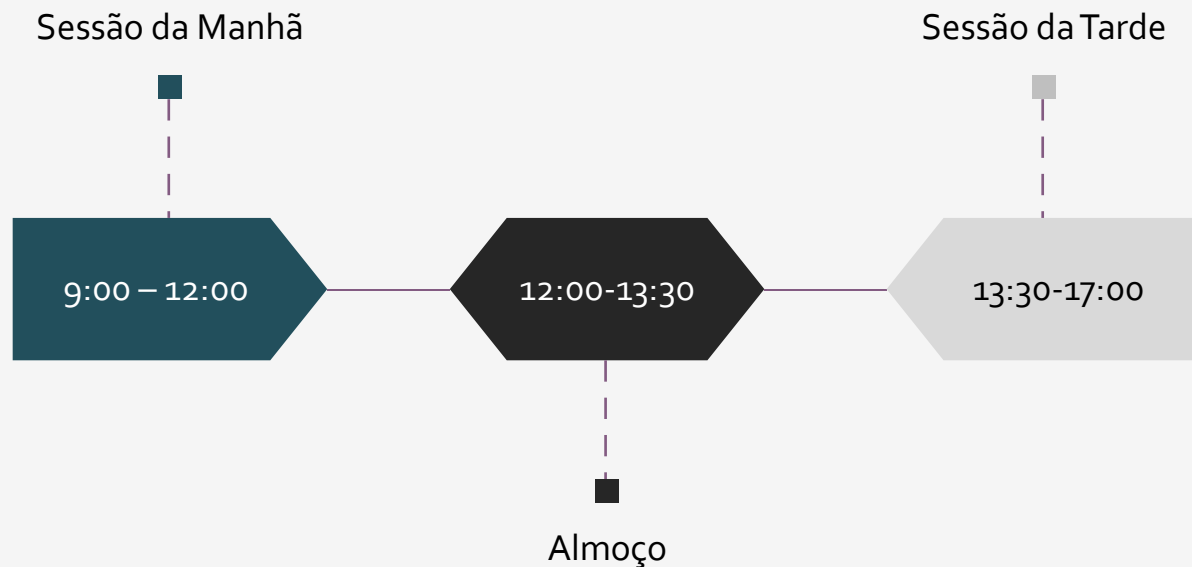 Sessão da Manhã
Sessão da Tarde
9:00 – 12:00
12:00-13:30
13:30-17:00
Almoço